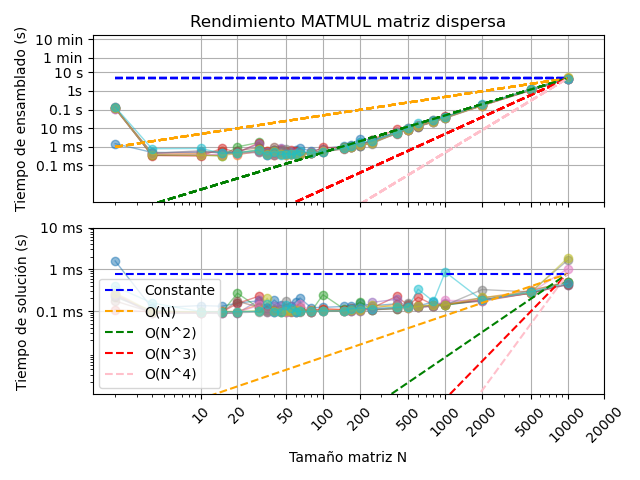 Rendimiento MATMUL matriz dispersa
Tiempo de ensamblado (s)
10 min
1 min
10 s
1s
0.1 s
10 ms
1 ms
0.1 ms
Tiempo de solución (s)
10 ms
1 ms
0.1 ms
Constante
O(N)
O(N^2)
O(N^3)
O(N^4)
10
20
50
100
200
500
1000
2000
5000
10000
20000
Tamaño matriz N